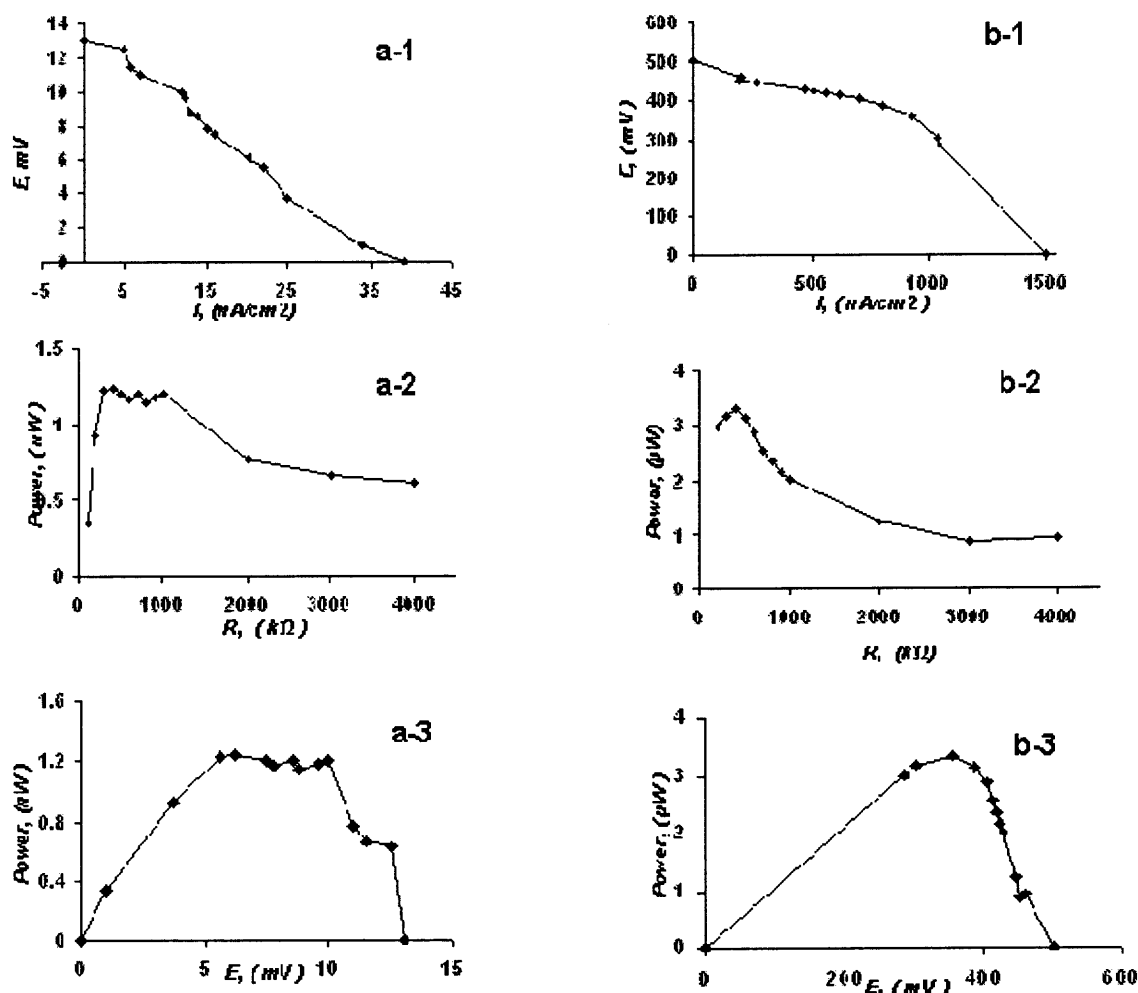 a-1
14
12
10
8
6
4
2
0
E, mV
-5 5 15 25 35 45
I, (nA/cm2)
b-1
600
500
400
300
200
100
0
E, (mV)
0 500 1000 1500
I, (nA/cm2)
a-2
1.5
1
0.5
0
Power, (nW)
0 1000 2000 3000 4000
R, (kΩ)
b-2
4
3
2
1
0
Power, (µW)
0 1000 2000 3000 4000
R, (kΩ)
a-3
1.6
1.2
0.8
0.4
0
Power, (nW)
0 5 10 15
E, (mV)
b-3
4
3
2
1
0
Power, (µW)
0 200 400 600
E, (mV)